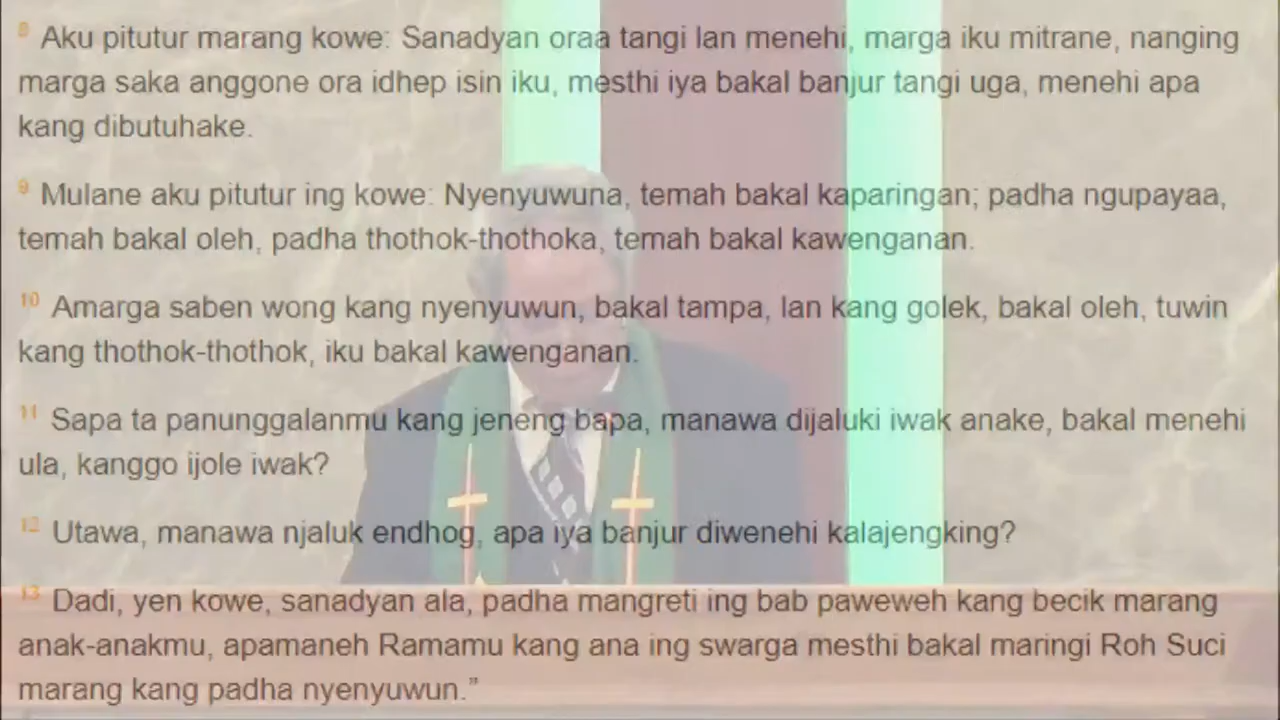 8 Aku pitutur marang kowe: Sanadyan oraa tangi lan menehi, marga iku mitrane, nanging
marga saka anggone ora idhep isin iku, mesthi iya bakal banjur tangi uga, menehi apa
kang dibutuhake.
9 Mulane aku pitutur ing kowe: Nyenyuwuna, temah bakal kaparingan; padha ngupayaa,
temah bakal oleh, padha thothok-thothoka, temah bakal kawenganan.
10 Amarga saben wong kang nyenyuwun, bakal tampa, lan kang golek, bakal oleh, tuwin
kang thothok-thothok, iku bakal kawenganan.
11 Sapa ta panunggalanmu kang jeneng bapa, manawa dijaluki iwak anake, bakal menehi
ula, kanggo ijole iwak?
12 Utawa, manawa njaluk endhog, apa iya banjur diwenehi kalajengking?
13 Dadi, yen kowe, sanadyan ala, padha mangreti ing bab paweweh kang becik marang
anak-anakmu, apamaneh Ramamu kang ana ing swarga mesthi bakal maringi Roh Suci
marang kang padha nyenyuwun.”